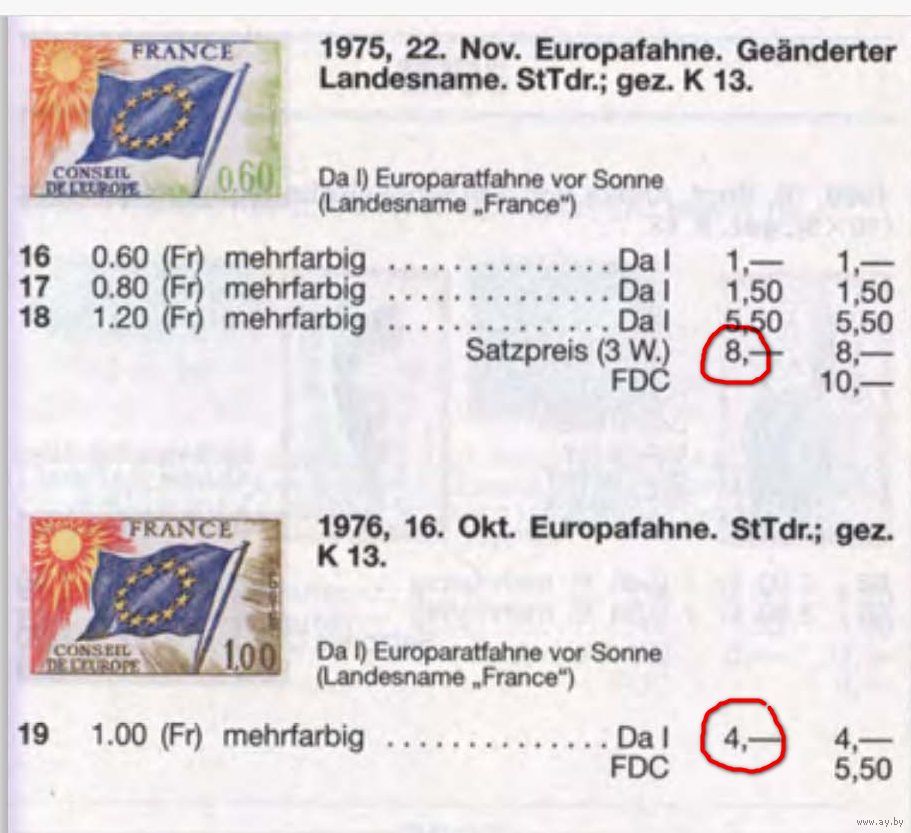 FRANCE
CONSEIL
DE L'EUROPE
0.60
1975, 22. Nov. Europafahne. Geänderter
Landesname. StTdr.; gez. K 13.
Da I) Europaratfahne vor Sonne
(Landesname „France“)
16 0.60 (Fr) mehrfarbig .............. Da I 1,— 1,—
17 0.80 (Fr) mehrfarbig .............. Da I 1,50 1,50
18 1.20 (Fr) mehrfarbig .............. Da I 5,50 5,50
Satzpreis (3 W.) 8,— 8,—
FDC 10,—
FRANCE
CONSEIL
DE L'EUROPE
1.00
1976, 16. Okt. Europafahne. StTdr.; gez.
K 13.
Da I) Europaratfahne vor Sonne
(Landesname „France“)
19 1.00 (Fr) mehrfarbig .............. Da I 4,— 4,—
FDC 5,50
www.ay.by